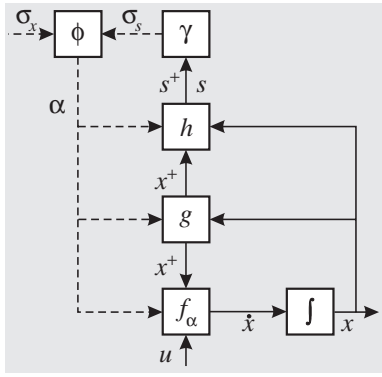 σx ϕ σs γ
α s+ s
h
x+
g
x+
fα ẋ ∫ x
u